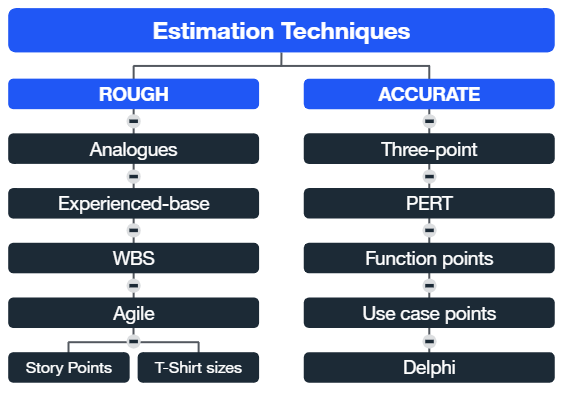 Estimation Techniques
ROUGH
Analogues
Experienced-base
WBS
Agile
Story Points
T-Shirt sizes
ACCURATE
Three-point
PERT
Function points
Use case points
Delphi